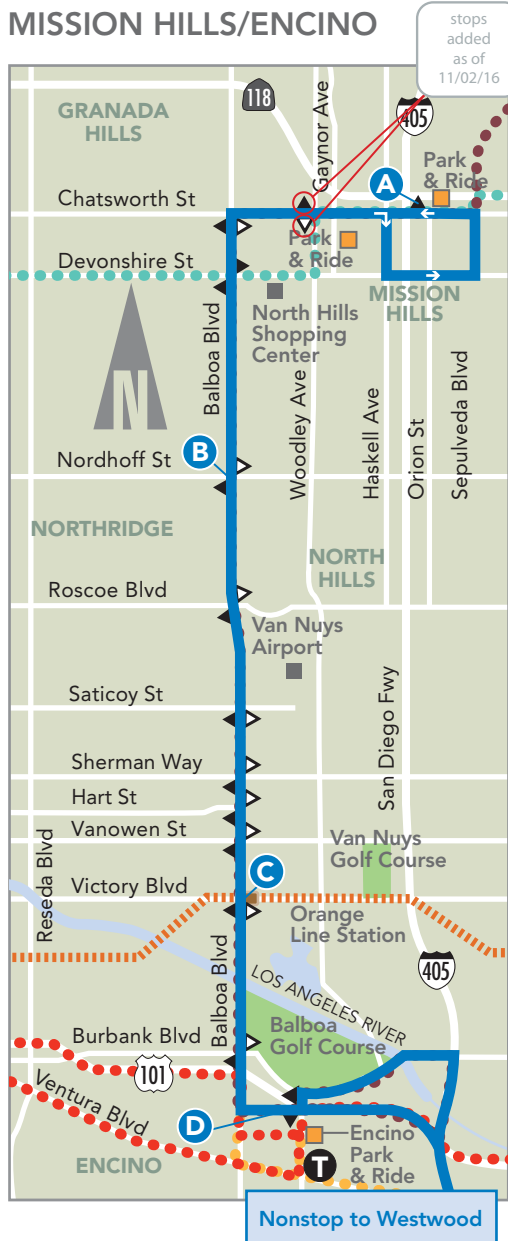 MISSION HILLS/ENCINO
stops
added
as of
11/02/16
118
405
GRANADA
HILLS
Gaynor Ave
Park
& Ride
A
Chatsworth St
Park
& Ride
Devonshire St
MISSION
HILLS
North Hills
Shopping
Center
N
Balboa Blvd
Woodley Ave
Haskell Ave
Orion St
Sepulveda Blvd
B
Nordhoff St
NORTHRIDGE
NORTH
HILLS
Roscoe Blvd
Van Nuys
Airport
Saticoy St
San Diego Fwy
Sherman Way
Hart St
Vanowen St
Van Nuys
Golf Course
Reseda Blvd
C
Victory Blvd
Orange
Line Station
405
LOS ANGELES RIVER
Balboa Blvd
Balboa
Golf Course
Burbank Blvd
101
Ventura Blvd
D
Encino
Park
& Ride
T
ENCINO
Nonstop to Westwood